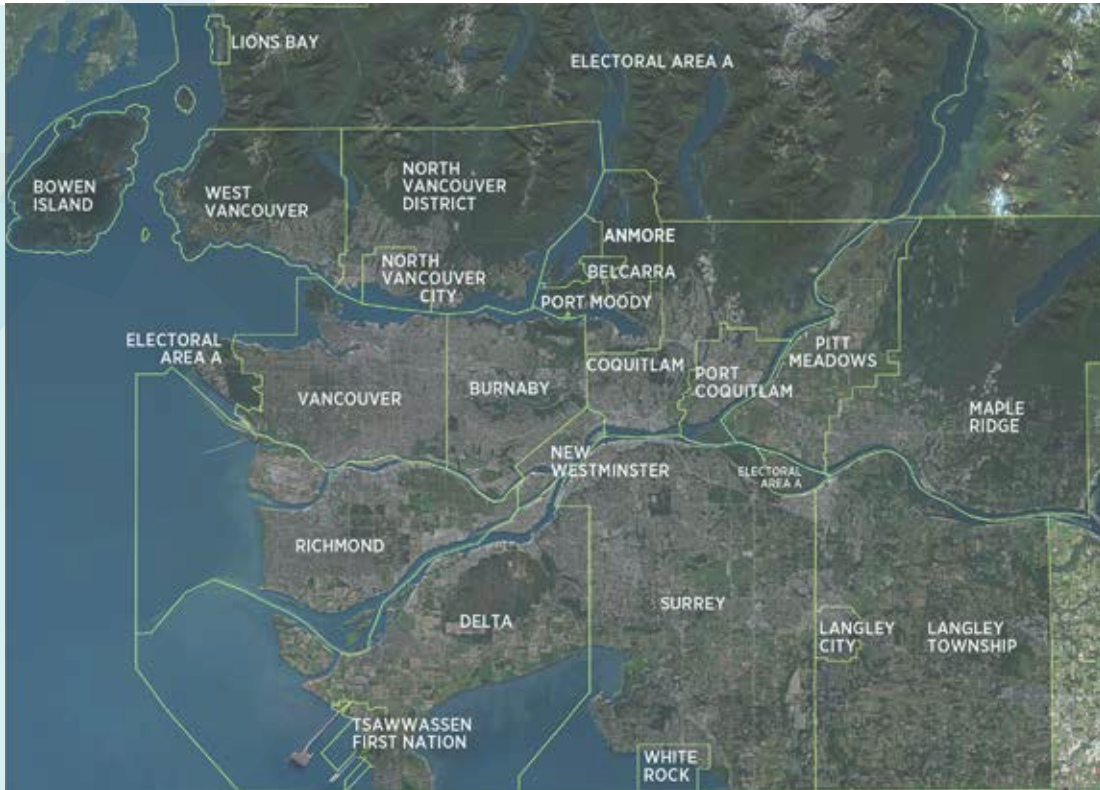 LIONS BAY
ELECTORAL AREA A
BOWEN
ISLAND
WEST
VANCOUVER
NORTH
VANCOUVER
DISTRICT
ANMORE
NORTH
VANCOUVER
CITY
BELCARRA
PORT MOODY
ELECTORAL
AREA A
VANCOUVER
BURNABY
COQUITLAM
PORT
COQUITLAM
PITT
MEADOWS
MAPLE
RIDGE
NEW
WESTMINSTER
ELECTORAL
AREA A
RICHMOND
DELTA
SURREY
LANGLEY
CITY
LANGLEY
TOWNSHIP
TSAWWASSEN
FIRST NATION
WHITE
ROCK